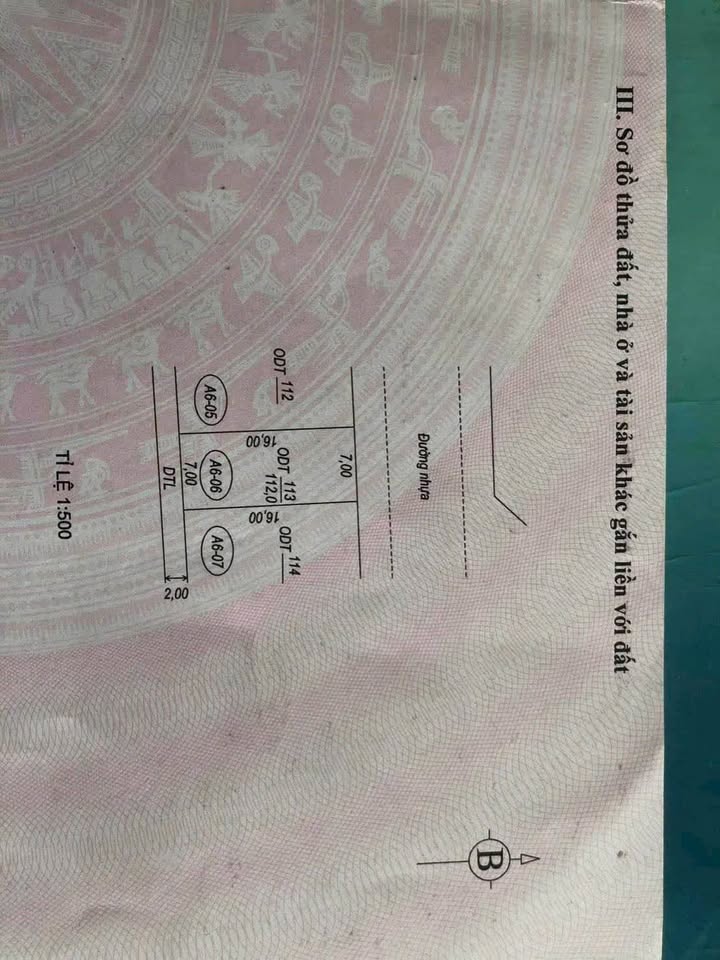 III. Sơ đồ thửa đất, nhà ở và tài sản khác gắn liền với đất
B
Đường nhựa
7,00
ODT 112
ODT 113
112,0
ODT 114
16,00
16,00
A6-05
A6-06
A6-07
7,00
DTL
2,00
TỈ LỆ 1:500